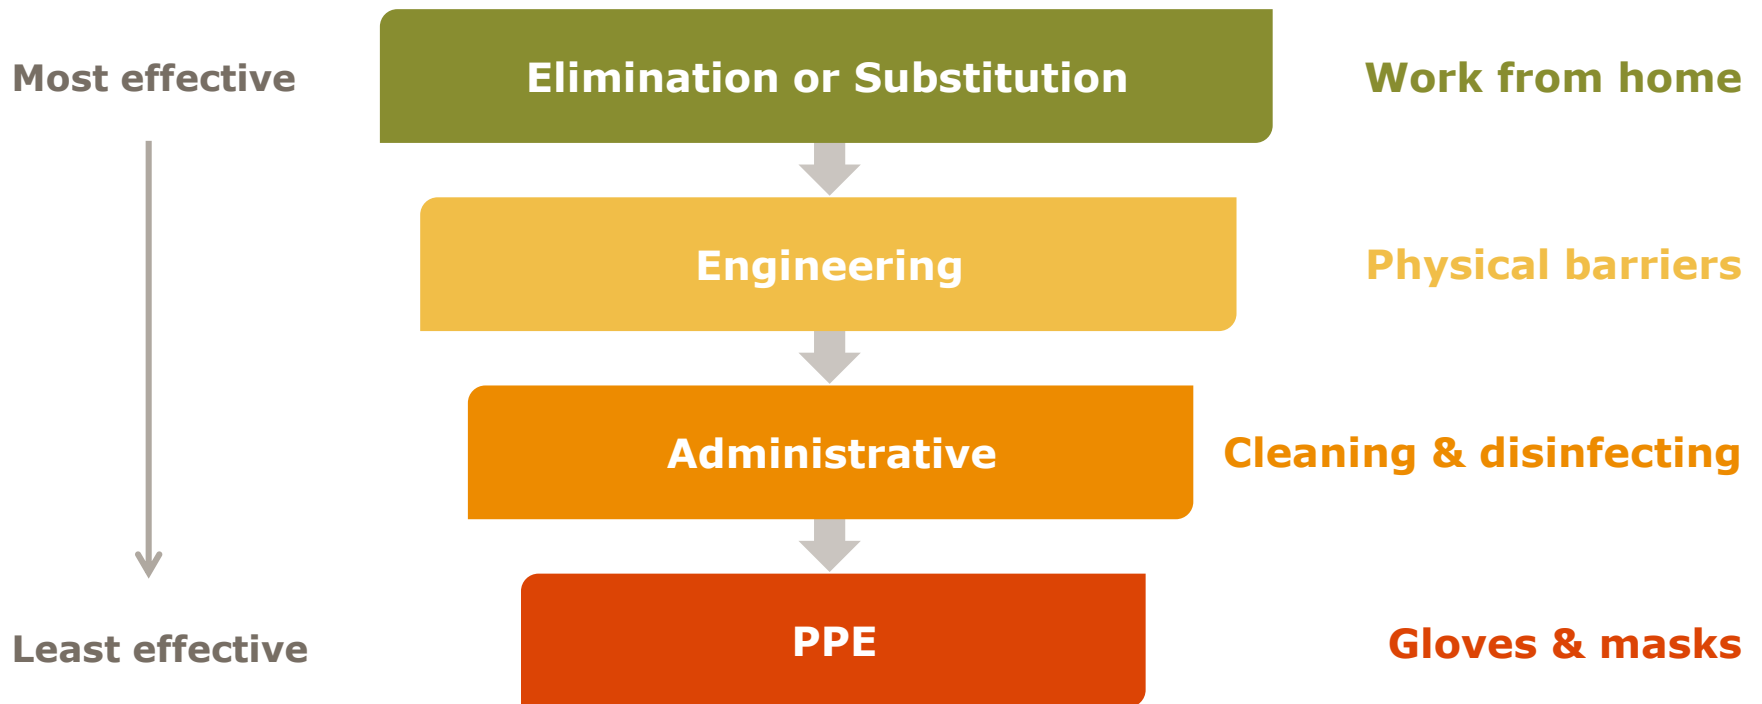 Most effective
Elimination or Substitution
Work from home
Engineering
Physical barriers
Administrative
Cleaning & disinfecting
Least effective
PPE
Gloves & masks